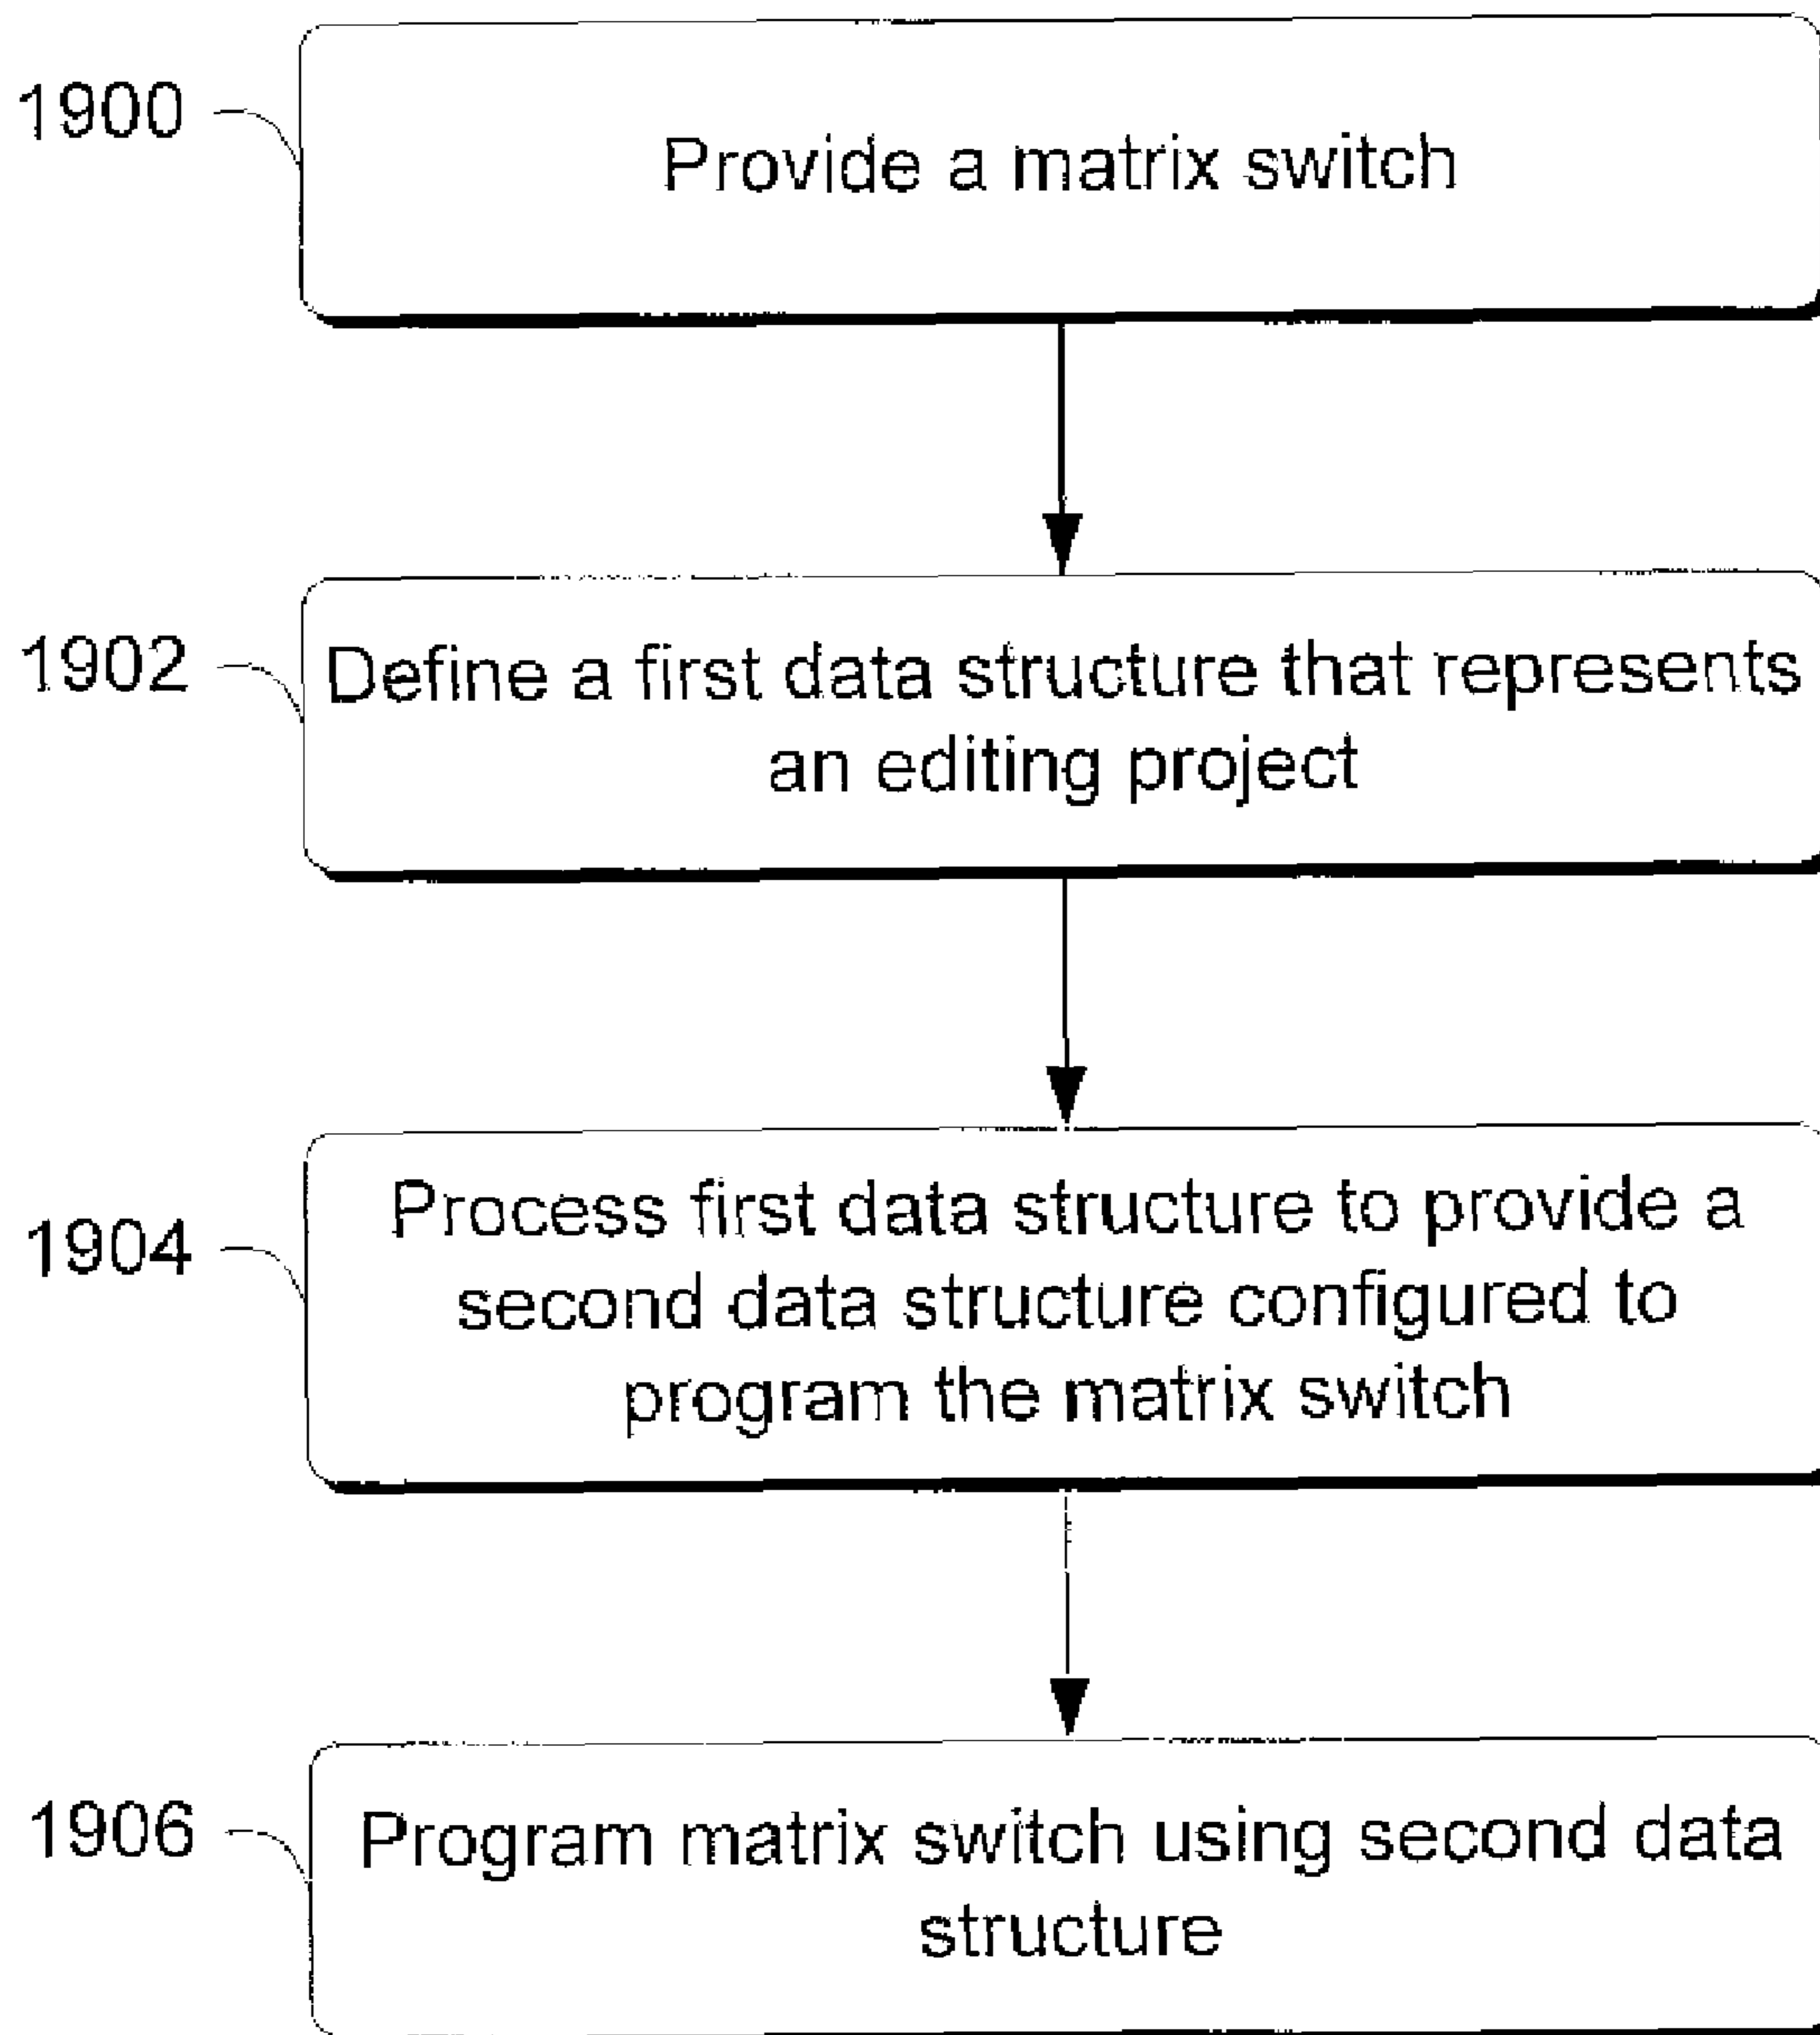 1900
Provide a matrix switch
1902
Define a first data structure that represents
an editing project
1904
Process first data structure to provide a
second data structure configured to
program the matrix switch
1906
Program matrix switch using second data
structure